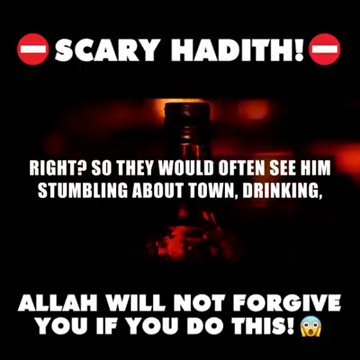 ⛔SCARY HADITH!⛔
RIGHT? SO THEY WOULD OFTEN SEE HIM
STUMBLING ABOUT TOWN, DRINKING,
ALLAH WILL NOT FORGIVE
YOU IF YOU DO THIS!😱